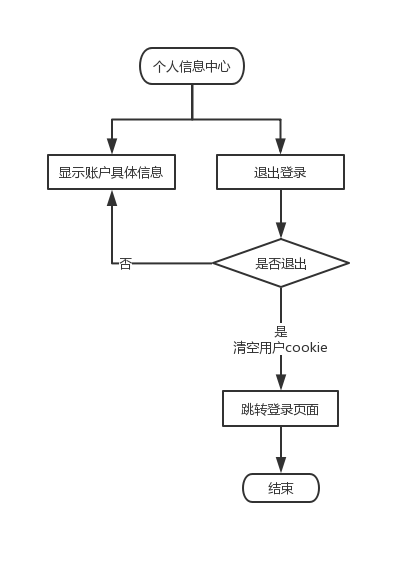 个人信息中心
显示账户具体信息
退出登录
是否退出
否
是
清空用户cookie
跳转登录页面
结束